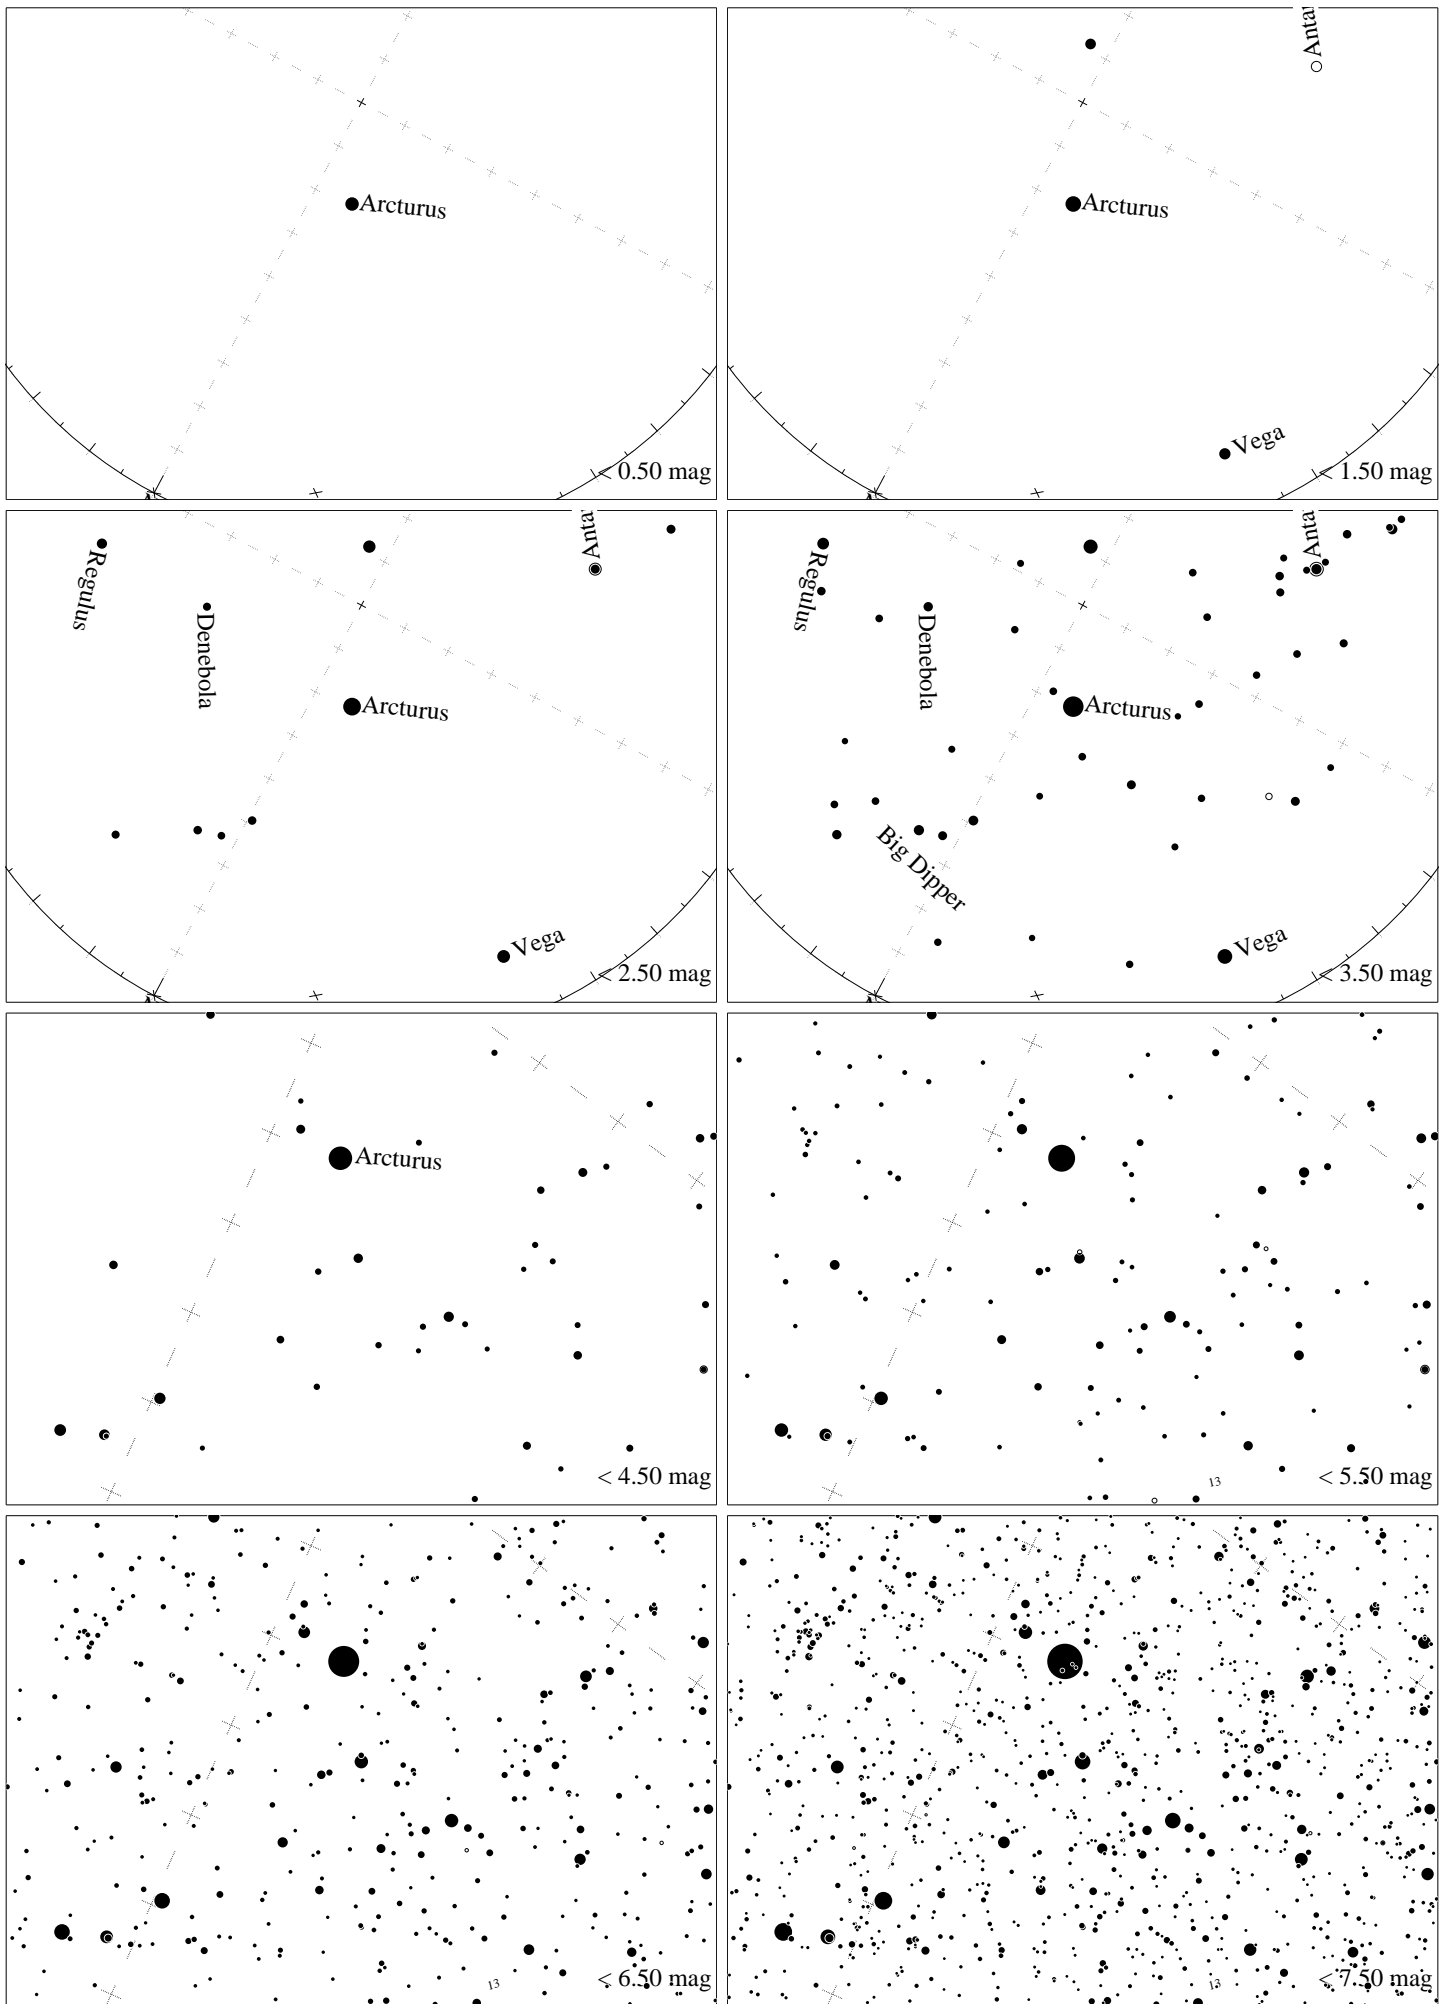 Arcturus
< 0.50 mag
Anta
Arcturus
Vega
< 1.50 mag
Regulus
Denebola
Anta
Arcturus
Vega
< 2.50 mag
Regulus
Denebola
Anta
Arcturus
Big Dipper
Vega
< 3.50 mag
Arcturus
< 4.50 mag
13
< 5.50 mag
13
< 6.50 mag
13
< 7.50 mag